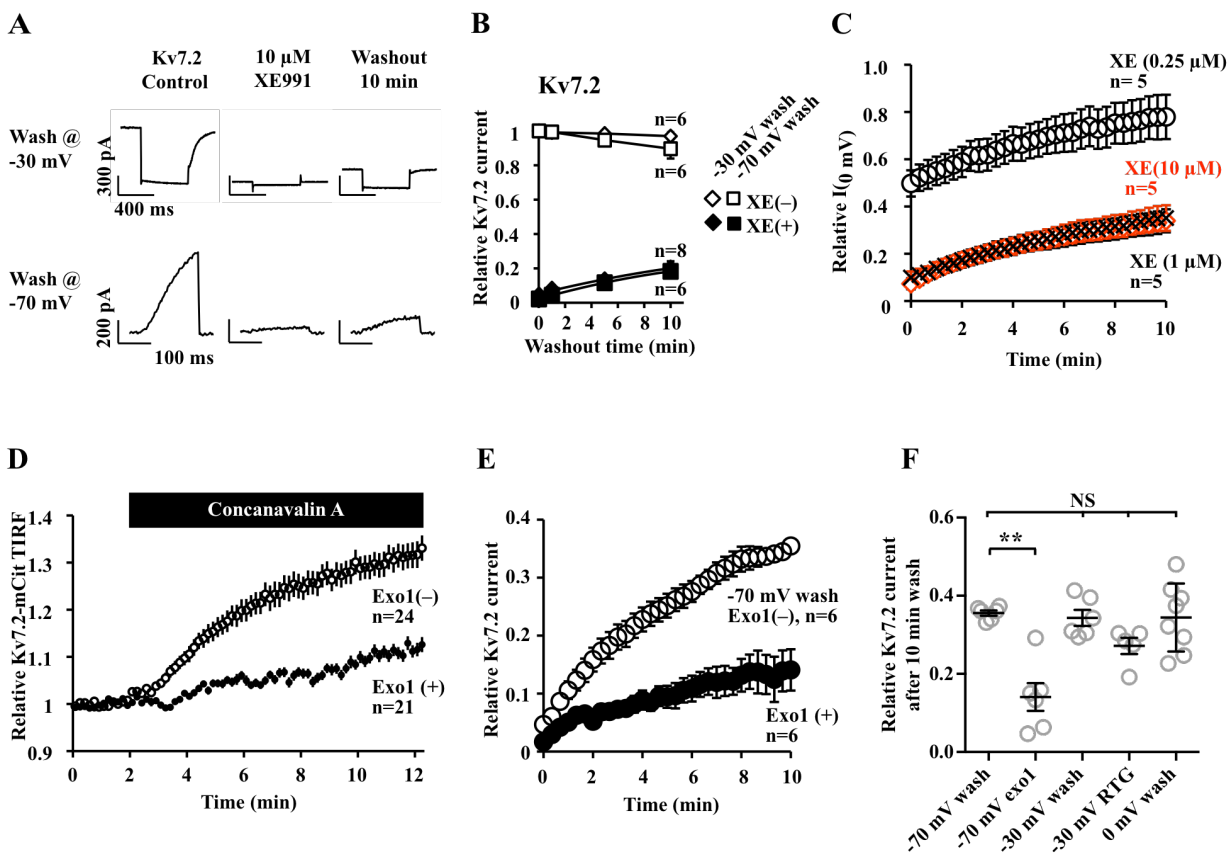 A
Kv7.2
Control
10 µM
XE991
Washout
10 min
Wash @
-30 mV
300 pA
400 ms
Wash @
-70 mV
200 pA
100 ms
B
Kv7.2
Relative Kv7.2 current
1
0.8
0.6
0.4
0.2
0
n=6
n=6
n=8
n=6
0 2 4 6 8 10
Washout time (min)
-30 mV wash
-70 mV wash
XE(–)
XE(+)
C
Relative I(0 mV)
1.0
0.8
0.6
0.4
0.2
0
XE (0.25 µM)
n= 5
XE(10 µM)
n=5
XE (1 µM)
n=5
0 2 4 6 8 10
Time (min)
D
Concanavalin A
Relative Kv7.2-mCit TIRF
1.4
1.3
1.2
1.1
1
0.9
Exo1(–)
n=24
Exo1 (+)
n=21
0 2 4 6 8 10 12
Time (min)
E
Relative Kv7.2 current
0.4
0.3
0.2
0.1
0
-70 mV wash
Exo1(–), n=6
Exo1 (+)
n=6
0 2 4 6 8 10
Time (min)
F
NS
**
Relative Kv7.2 current
after 10 min wash
0.6
0.4
0.2
0.0
-70 mV wash
-70 mV exo1
-30 mV wash
-30 mV RTG
0 mV wash